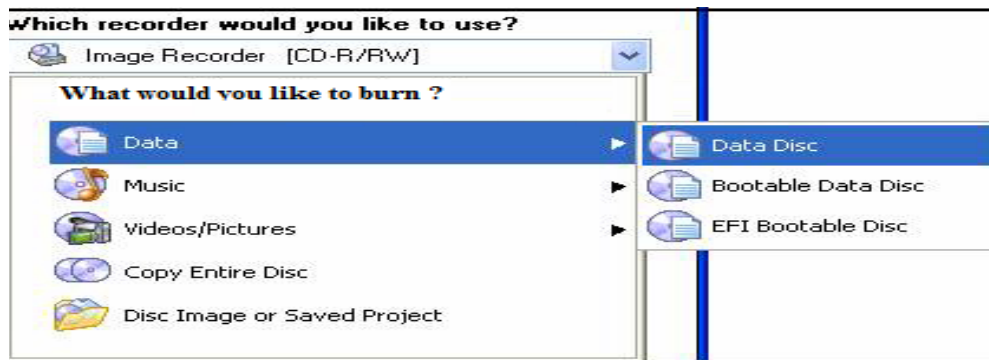 Which recorder would you like to use?
Image Recorder [CD-R/RW]
What would you like to burn ?
Data
Music
Videos/Pictures
Copy Entire Disc
Disc Image or Saved Project
Data Disc
Bootable Data Disc
EFI Bootable Disc